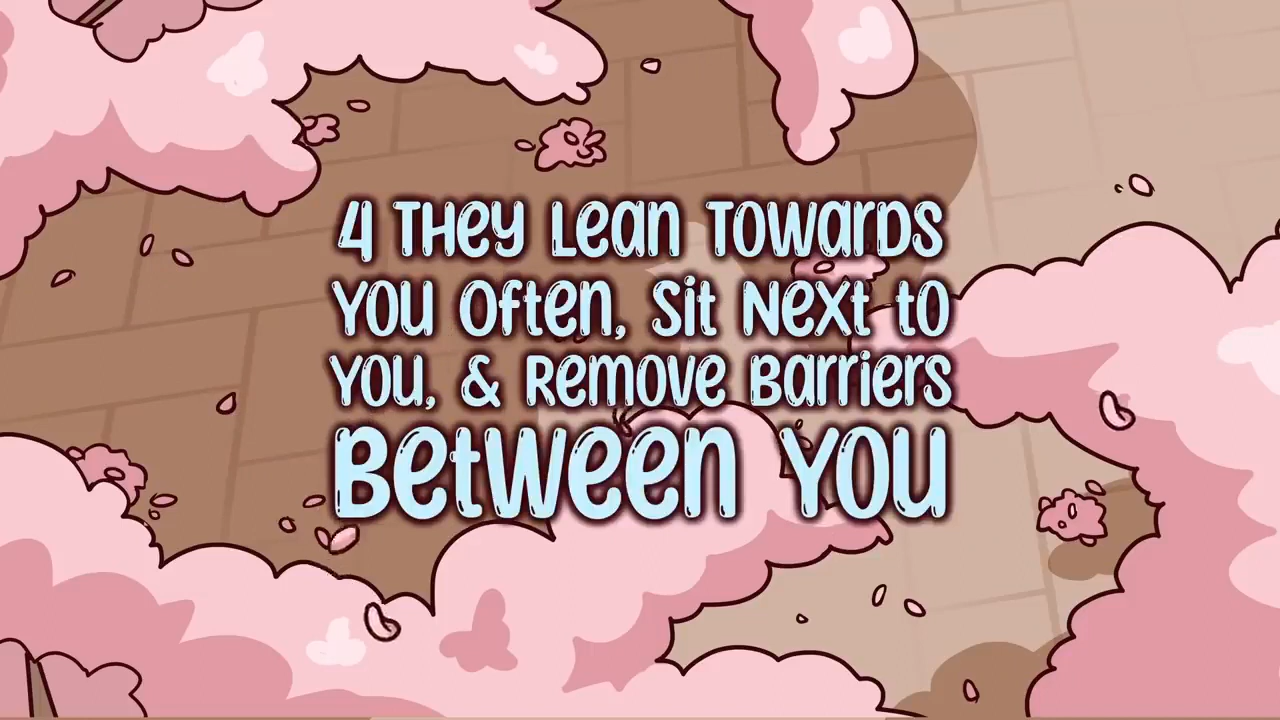 4 They Lean Towards
You Often, Sit Next to
You, & Remove Barriers
Between You